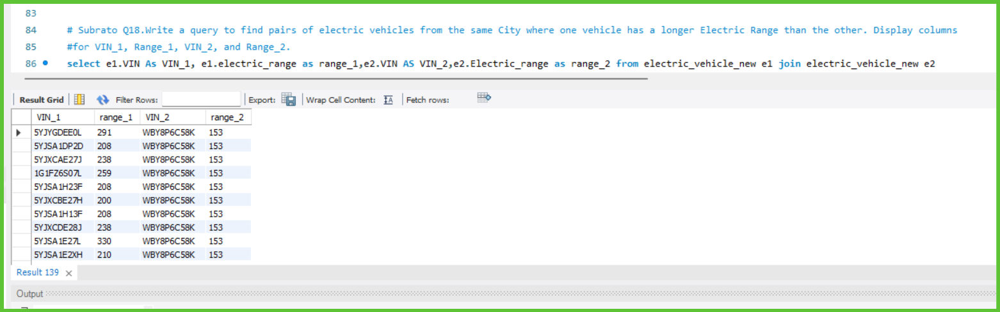 83
84 # Subrato Q18.Write a query to find pairs of electric vehicles from the same City where one vehicle has a longer Electric Range than the other. Display columns
85 #for VIN_1, Range_1, VIN_2, and Range_2.
86 select e1.VIN As VIN_1, e1.electric_range as range_1,e2.VIN AS VIN_2,e2.Electric_range as range_2 from electric_vehicle_new e1 join electric_vehicle_new e2
Result Grid Filter Rows: Export: Wrap Cell Content: Fetch rows:
VIN_1 range_1 VIN_2 range_2
5YJYGDEE0L 291 WBY8P6C58K 153
5YJSA1DP2D 208 WBY8P6C58K 153
5YJXCAE27J 238 WBY8P6C58K 153
1G1FZ6S07L 259 WBY8P6C58K 153
5YJSA1H23F 208 WBY8P6C58K 153
5YJXCBE27H 200 WBY8P6C58K 153
5YJSA1H13F 208 WBY8P6C58K 153
5YJXCDE28J 238 WBY8P6C58K 153
5YJSA1E27L 330 WBY8P6C58K 153
5YJSA1E2XH 210 WBY8P6C58K 153
Result 139
Output